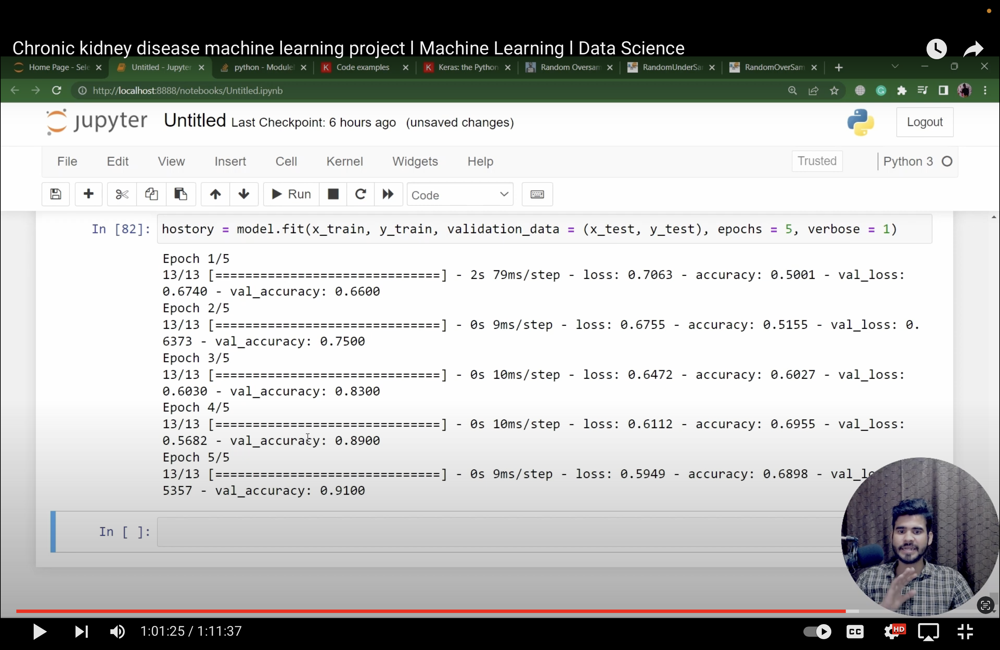 Chronic kidney disease machine learning project l Machine Learning l Data Science
Home Page - Sele
Untitled - Jupyter
python - Module
Code examples
Keras: the Python
Random Oversam
RandomUnderSar
RandomOverSam
http://localhost:8888/notebooks/Untitled.ipynb
jupyter Untitled Last Checkpoint: 6 hours ago (unsaved changes)
Logout
File Edit View Insert Cell Kernel Widgets Help
Trusted
Python 3
Run
Code
In [82]: hostory = model.fit(x_train, y_train, validation_data = (x_test, y_test), epochs = 5, verbose = 1)
Epoch 1/5
13/13 [==============================] - 2s 79ms/step - loss: 0.7063 - accuracy: 0.5001 - val_loss:
0.6740 - val_accuracy: 0.6600
Epoch 2/5
13/13 [==============================] - 0s 9ms/step - loss: 0.6755 - accuracy: 0.5155 - val_loss: 0.
6373 - val_accuracy: 0.7500
Epoch 3/5
13/13 [==============================] - 0s 10ms/step - loss: 0.6472 - accuracy: 0.6027 - val_loss:
0.6030 - val_accuracy: 0.8300
Epoch 4/5
13/13 [==============================] - 0s 10ms/step - loss: 0.6112 - accuracy: 0.6955 - val_loss:
0.5682 - val_accuracy: 0.8900
Epoch 5/5
13/13 [==============================] - 0s 9ms/step - loss: 0.5949 - accuracy: 0.6898 - val_lo
5357 - val_accuracy: 0.9100
In [ ]:
1:01:25 / 1:11:37
CC
HD